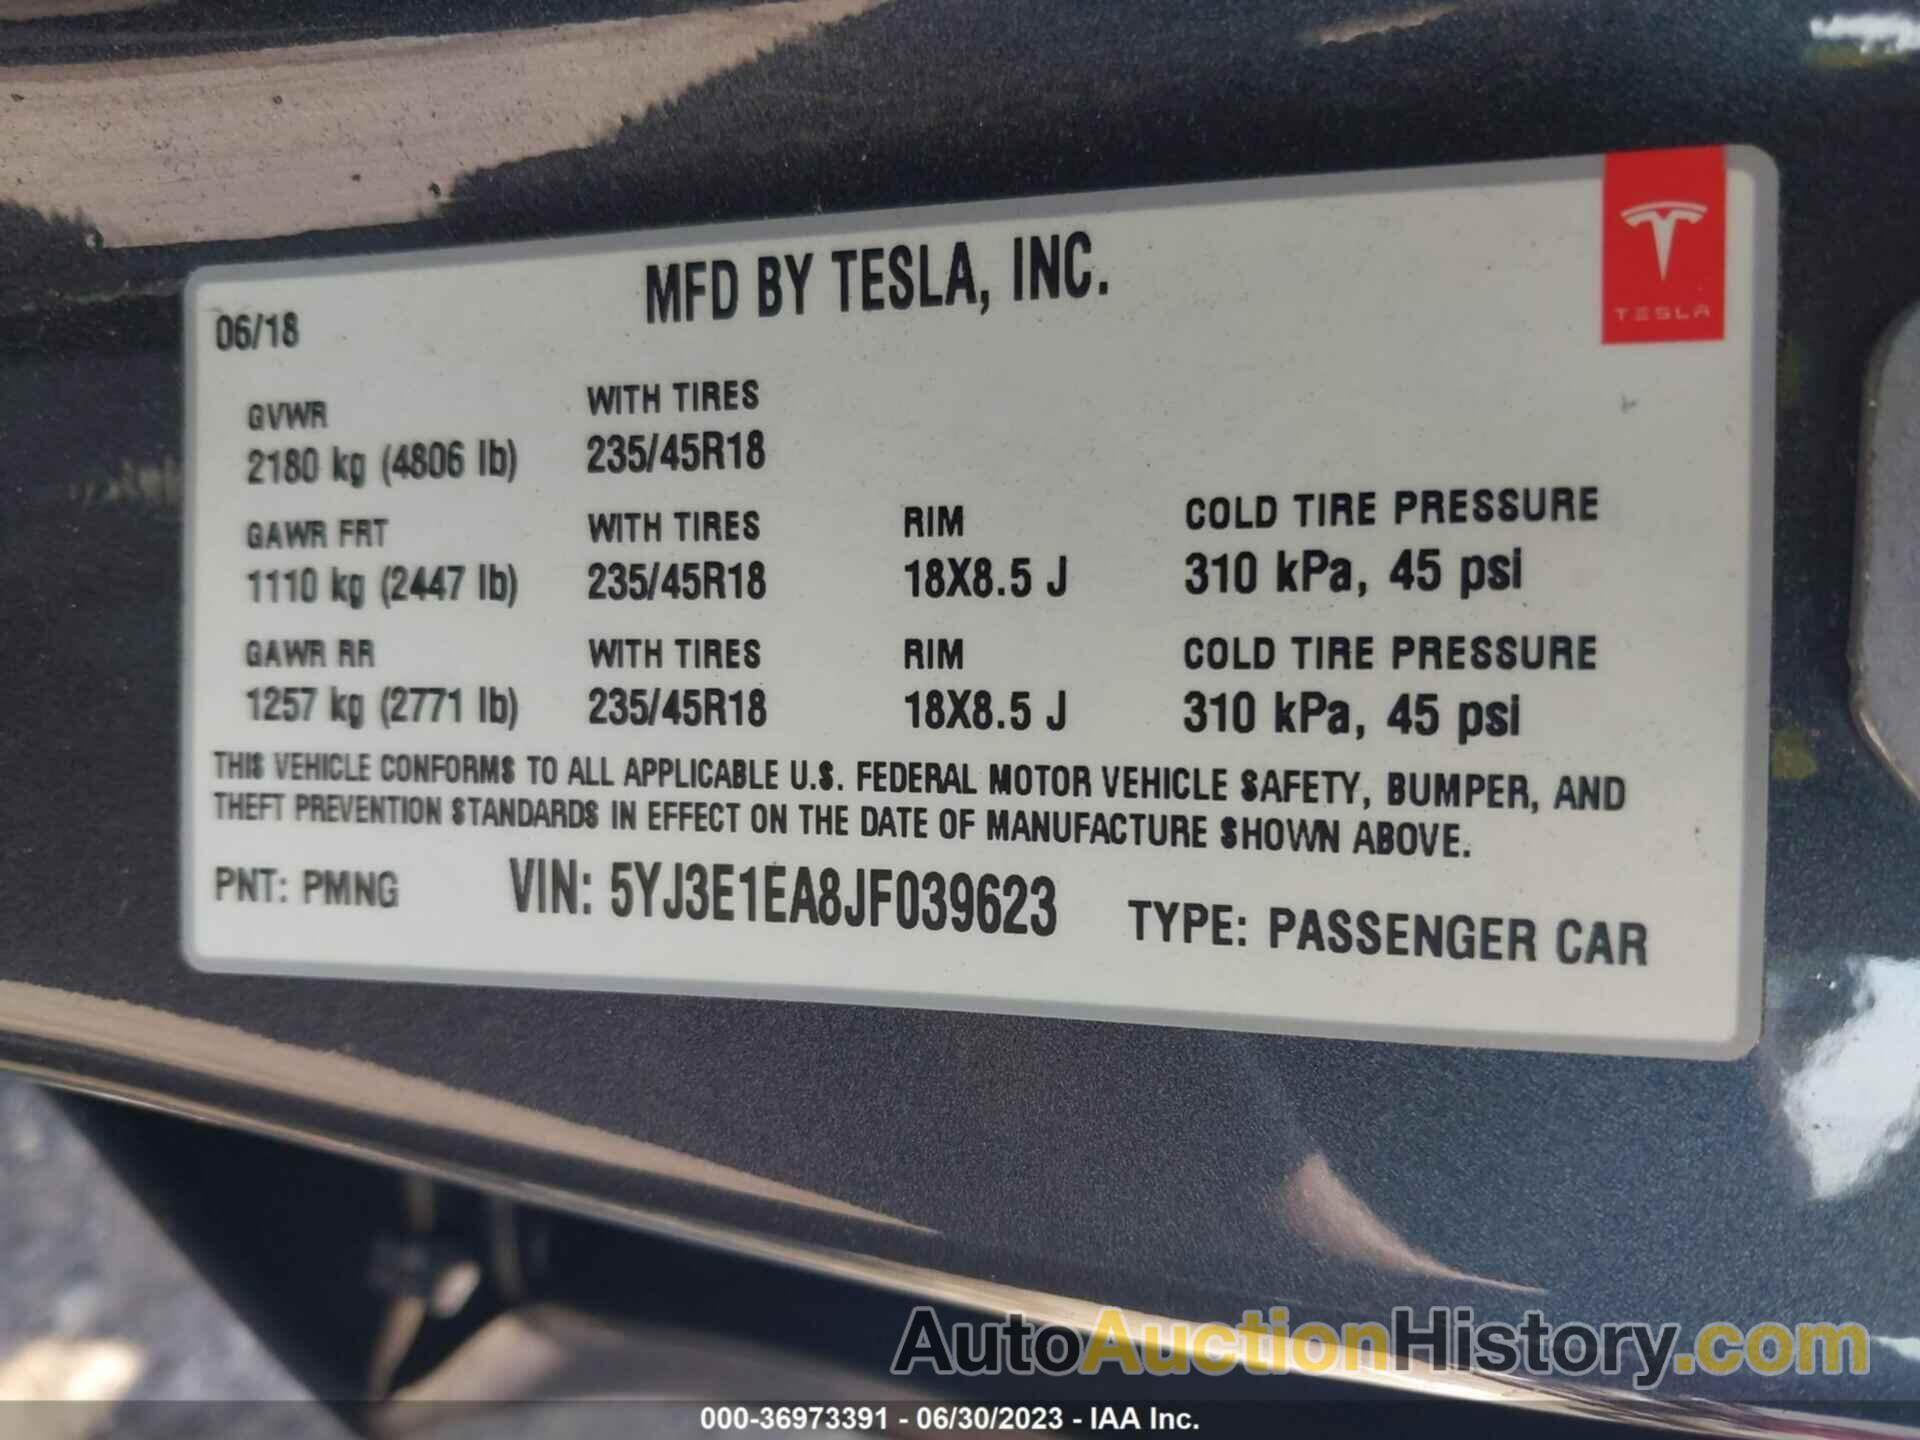 MFD BY TESLA, INC.
TESLA
06/18
GVWR WITH TIRES
2180 kg (4806 lb) 235/45R18
GAWR FRT WITH TIRES RIM COLD TIRE PRESSURE
1110 kg (2447 lb) 235/45R18 18X8.5 J 310 kPa, 45 psi
GAWR RR WITH TIRES RIM COLD TIRE PRESSURE
1257 kg (2771 lb) 235/45R18 18X8.5 J 310 kPa, 45 psi
THIS VEHICLE CONFORMS TO ALL APPLICABLE U.S. FEDERAL MOTOR VEHICLE SAFETY, BUMPER, AND
THEFT PREVENTION STANDARDS IN EFFECT ON THE DATE OF MANUFACTURE SHOWN ABOVE.
PNT: PMNG VIN: 5YJ3E1EA8JF039623 TYPE: PASSENGER CAR
AutoAuctionHistory.com
000-36973391 - 06/30/2023 - IAA Inc.